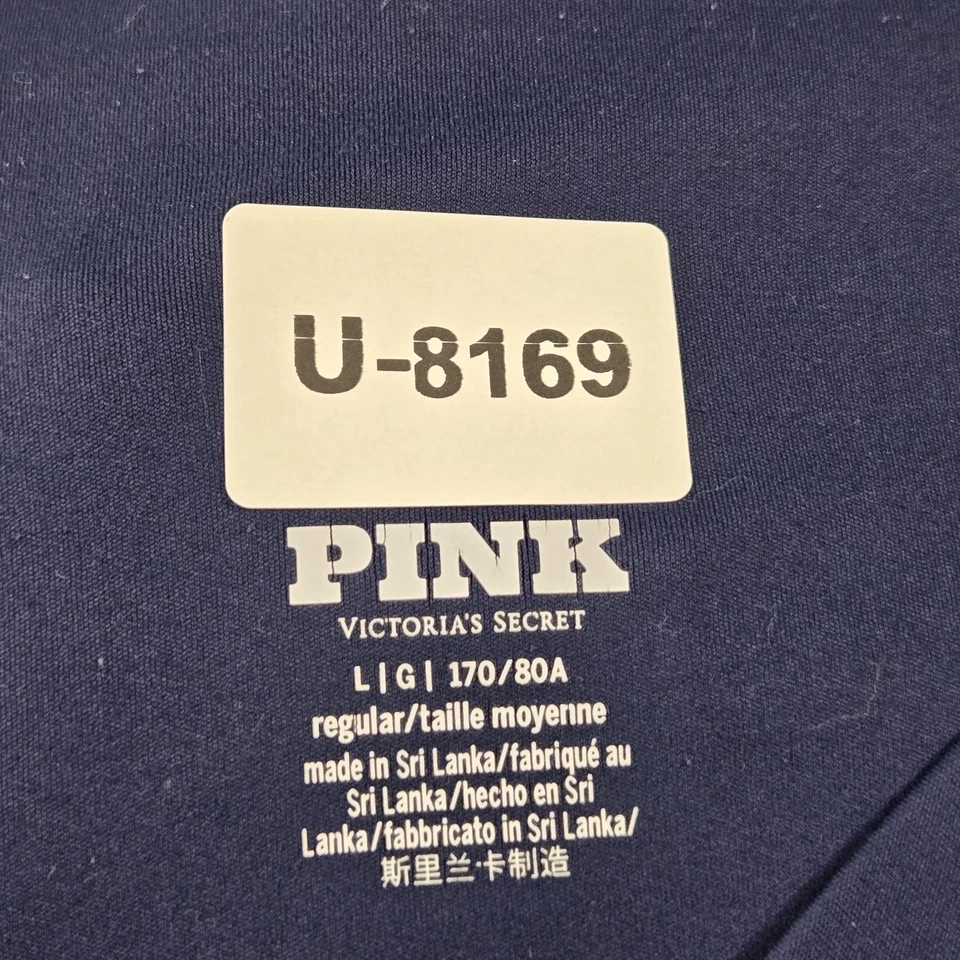 U-8169
PINK
VICTORIA'S SECRET
L | G | 170/80A
regular/taille moyenne
made in Sri Lanka/fabriqué au
Sri Lanka/hecho en Sri
Lanka/fabbricato in Sri Lanka/
斯里兰卡制造